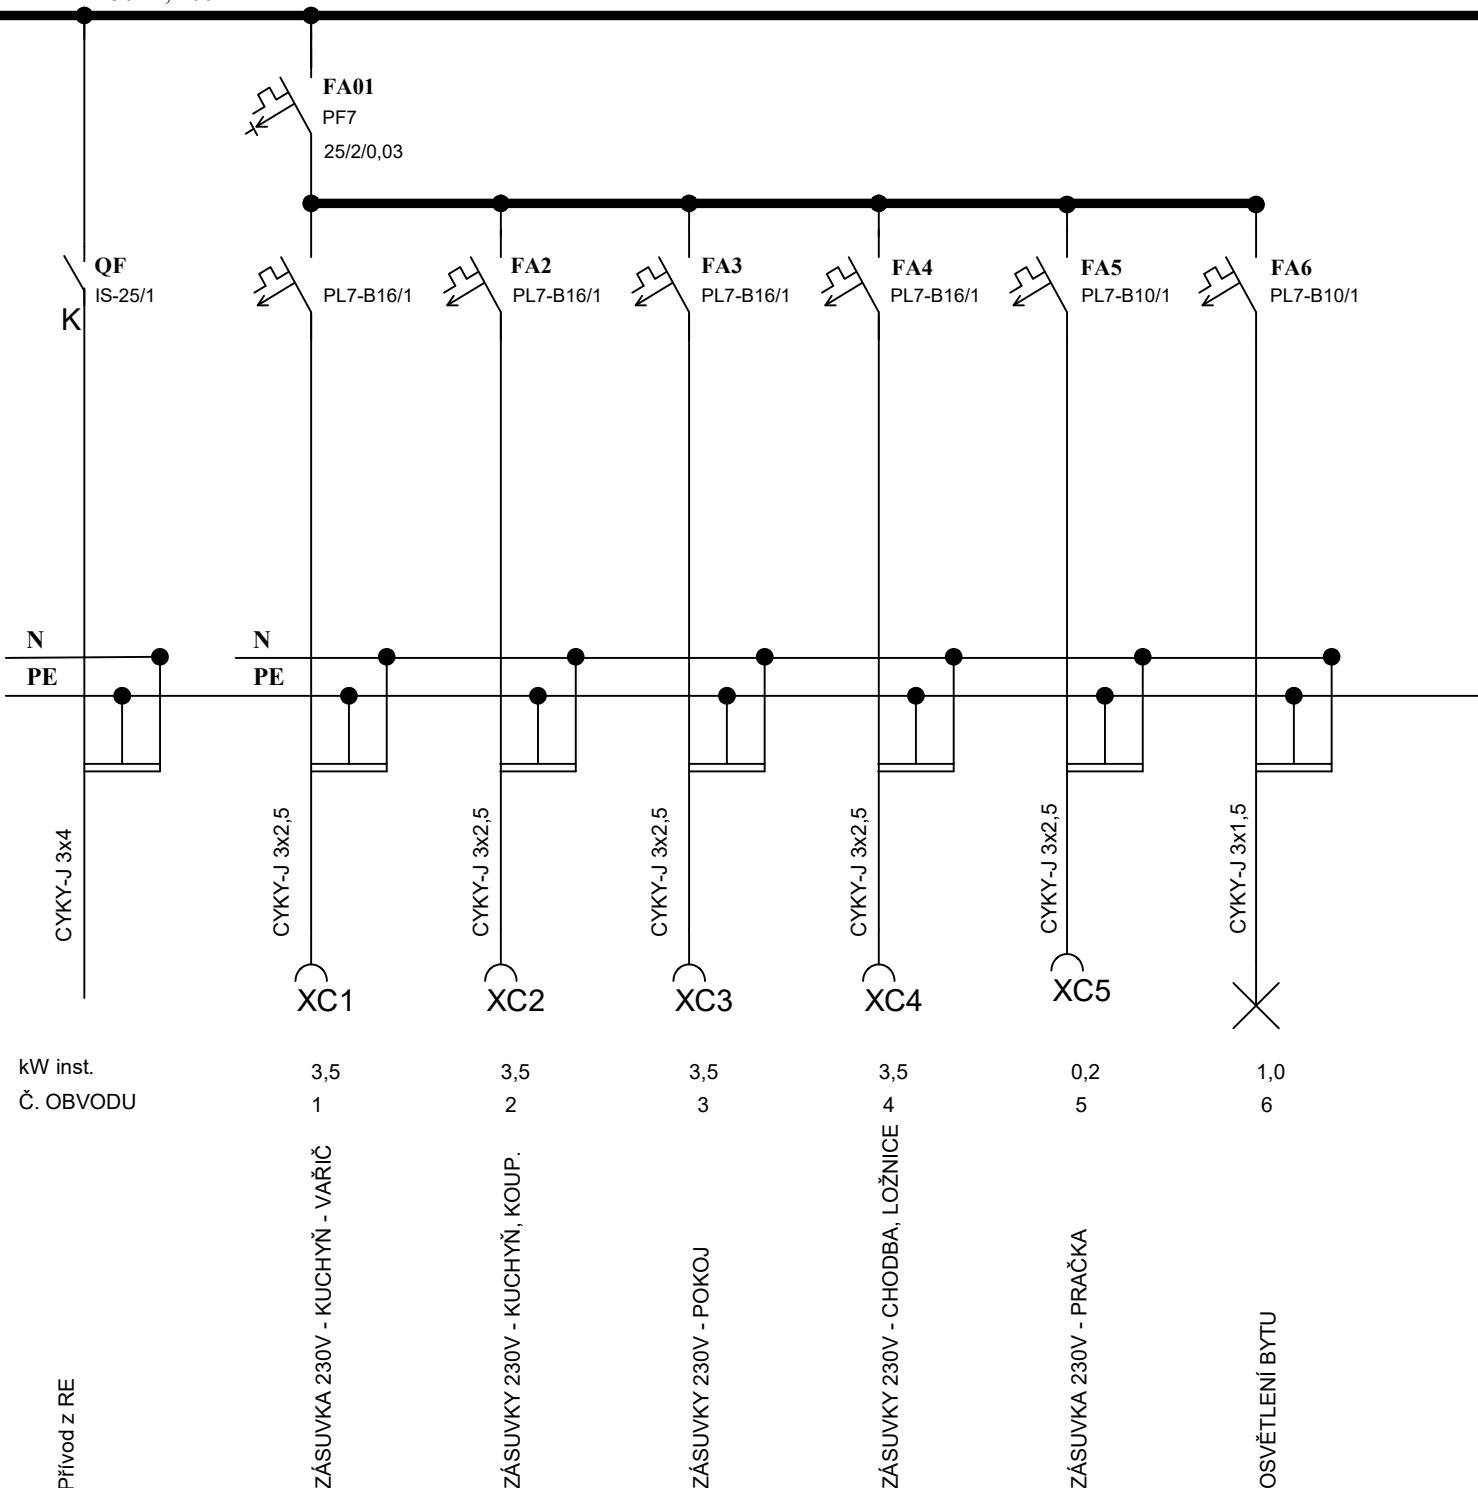 FA01
PF7
25/2/0,03
QF
IS-25/1
K
PL7-B16/1
FA2
PL7-B16/1
FA3
PL7-B16/1
FA4
PL7-B16/1
FA5
PL7-B10/1
FA6
PL7-B10/1
N
N
PE
PE
CYKY-J 3x4
CYKY-J 3x2,5
CYKY-J 3x2,5
CYKY-J 3x2,5
CYKY-J 3x2,5
CYKY-J 3x2,5
CYKY-J 3x1,5
XC1
XC2
XC3
XC4
XC5
kW inst. 3,5 3,5 3,5 3,5 0,2 1,0
Č. OBVODU 1 2 3 4 5 6
Přívod z RE
ZÁSUVKA 230V - KUCHYŇ - VAŘIČ
ZÁSUVKY 230V - KUCHYŇ, KOUP.
ZÁSUVKY 230V - POKOJ
ZÁSUVKY 230V - CHODBA, LOŽNICE
ZÁSUVKA 230V - PRAČKA
OSVĚTLENÍ BYTU